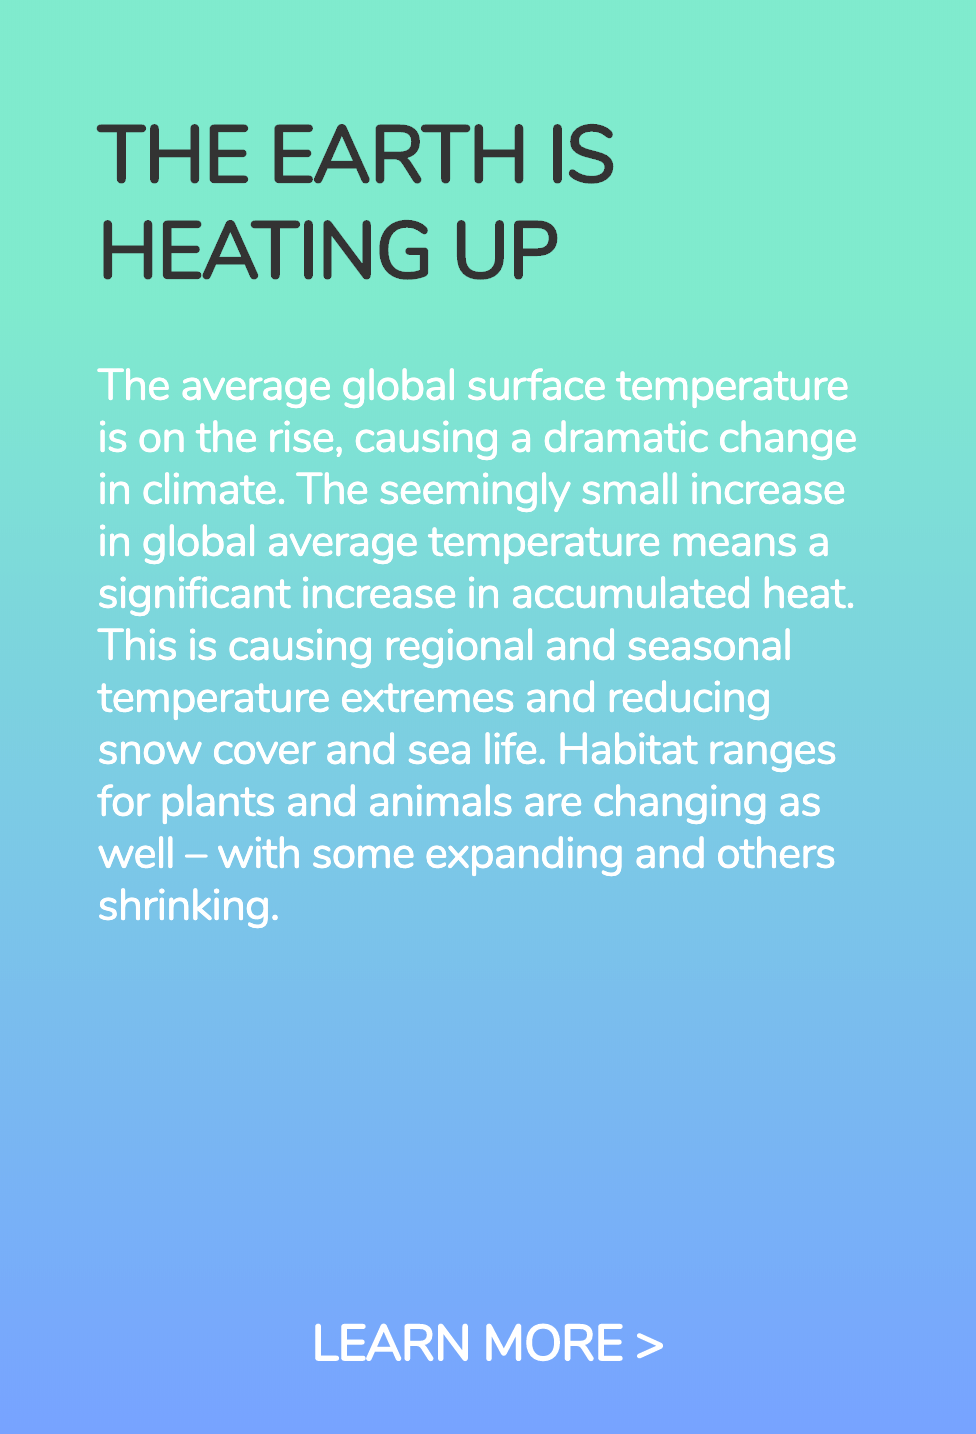 THE EARTH IS
HEATING UP
The average global surface temperature
is on the rise, causing a dramatic change
in climate. The seemingly small increase
in global average temperature means a
significant increase in accumulated heat.
This is causing regional and seasonal
temperature extremes and reducing
snow cover and sea life. Habitat ranges
for plants and animals are changing as
well – with some expanding and others
shrinking.
LEARN MORE >